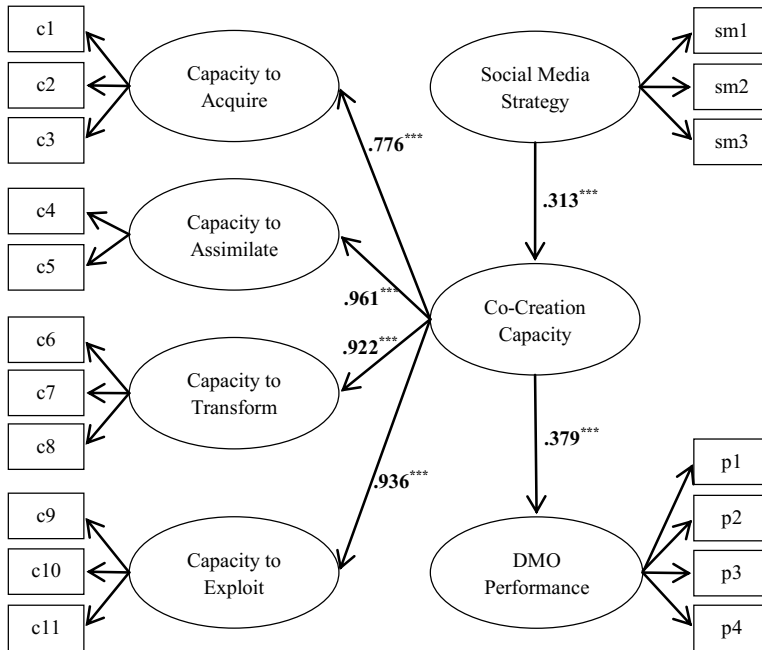 c1
c2
c3
Capacity to
Acquire
Social Media
Strategy
sm1
sm2
sm3
.776***
.313***
c4
c5
Capacity to
Assimilate
.961***
.922***
Co-Creation
Capacity
c6
c7
c8
Capacity to
Transform
.379***
.936***
c9
c10
c11
Capacity to
Exploit
DMO
Performance
p1
p2
p3
p4